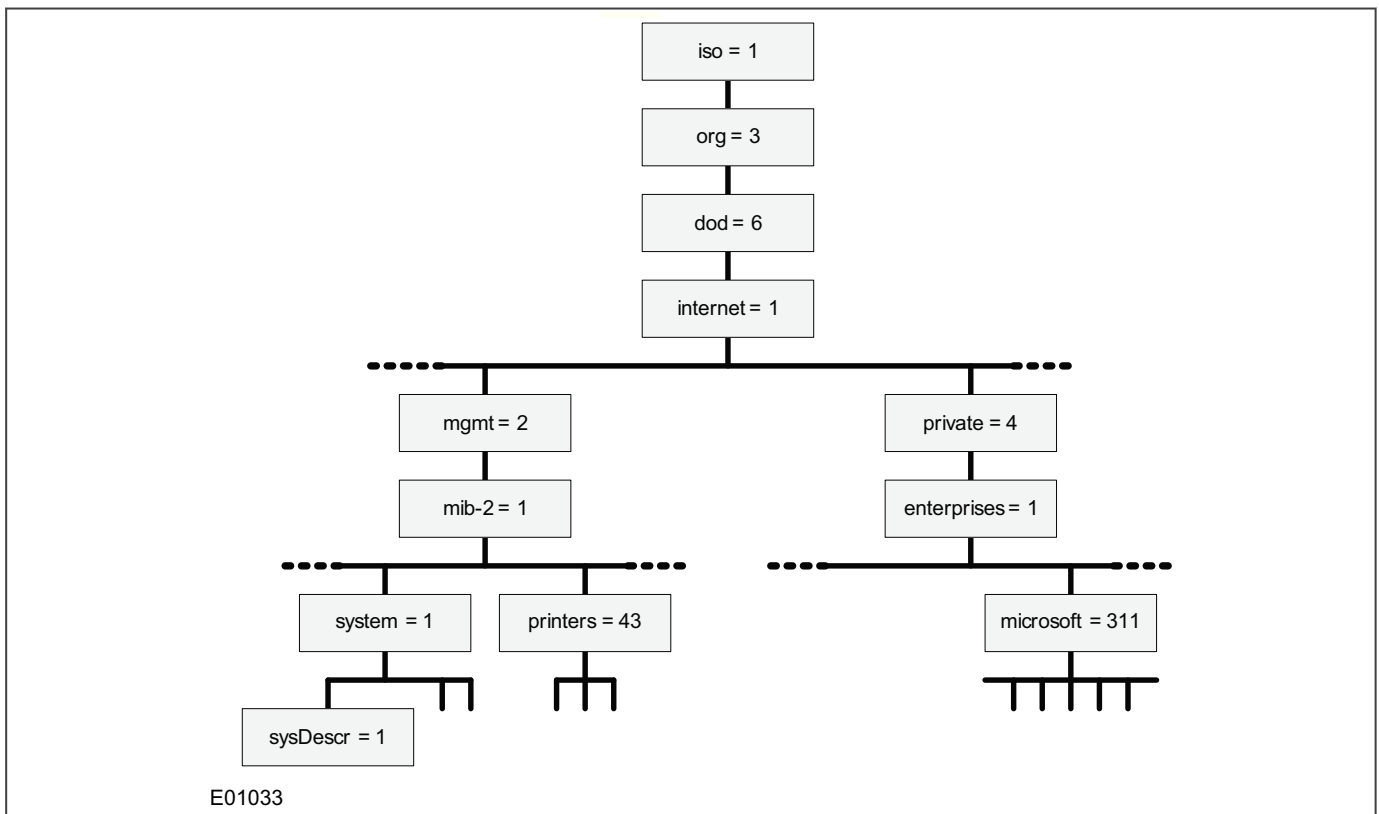 iso = 1
org = 3
dod = 6
internet = 1
mgmt = 2
private = 4
mib-2 = 1
enterprises = 1
system = 1
printers = 43
microsoft = 311
sysDescr = 1
E01033